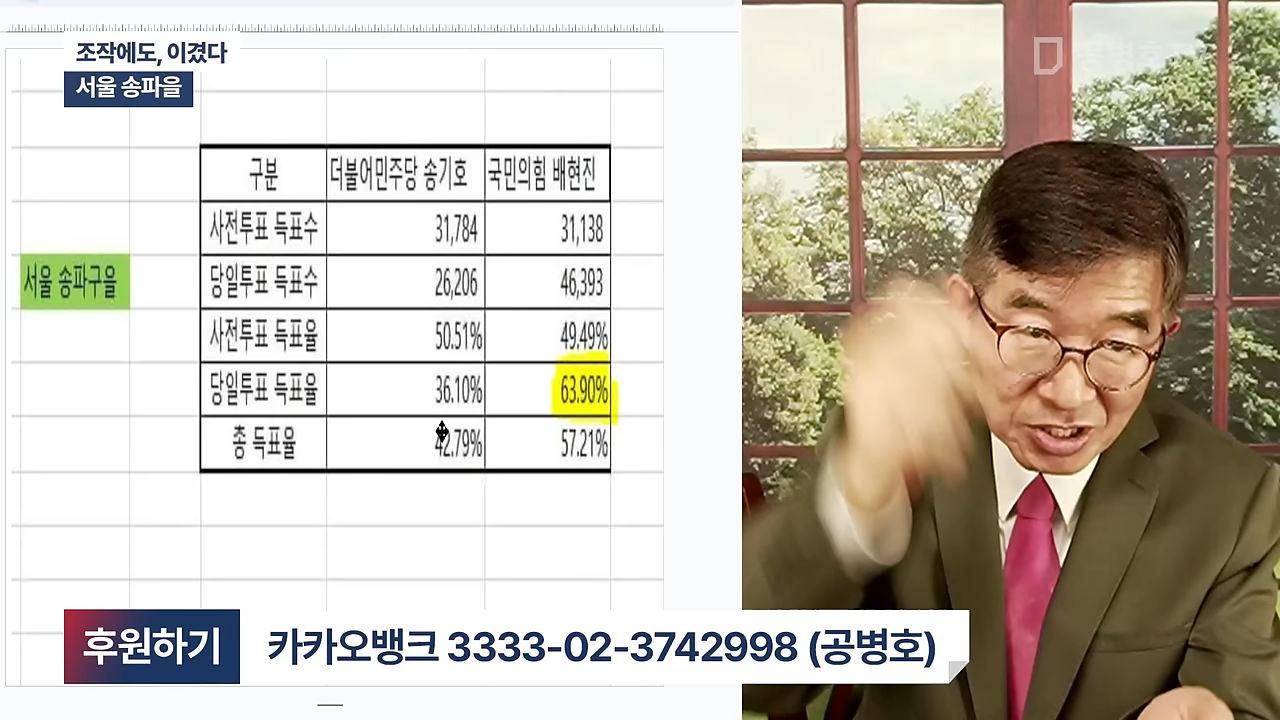 조작에도, 이겼다
서울 송파을
구분 더불어민주당 송기호 국민의힘 배현진
사전투표 득표수 31,784 31,138
서울 송파구을
당일투표 득표수 26,206 46,393
사전투표 득표율 50.51% 49.49%
당일투표 득표율 36.10% 63.90%
총 득표율 42.79% 57.21%
후원하기 카카오뱅크 3333-02-3742998 (공병호)